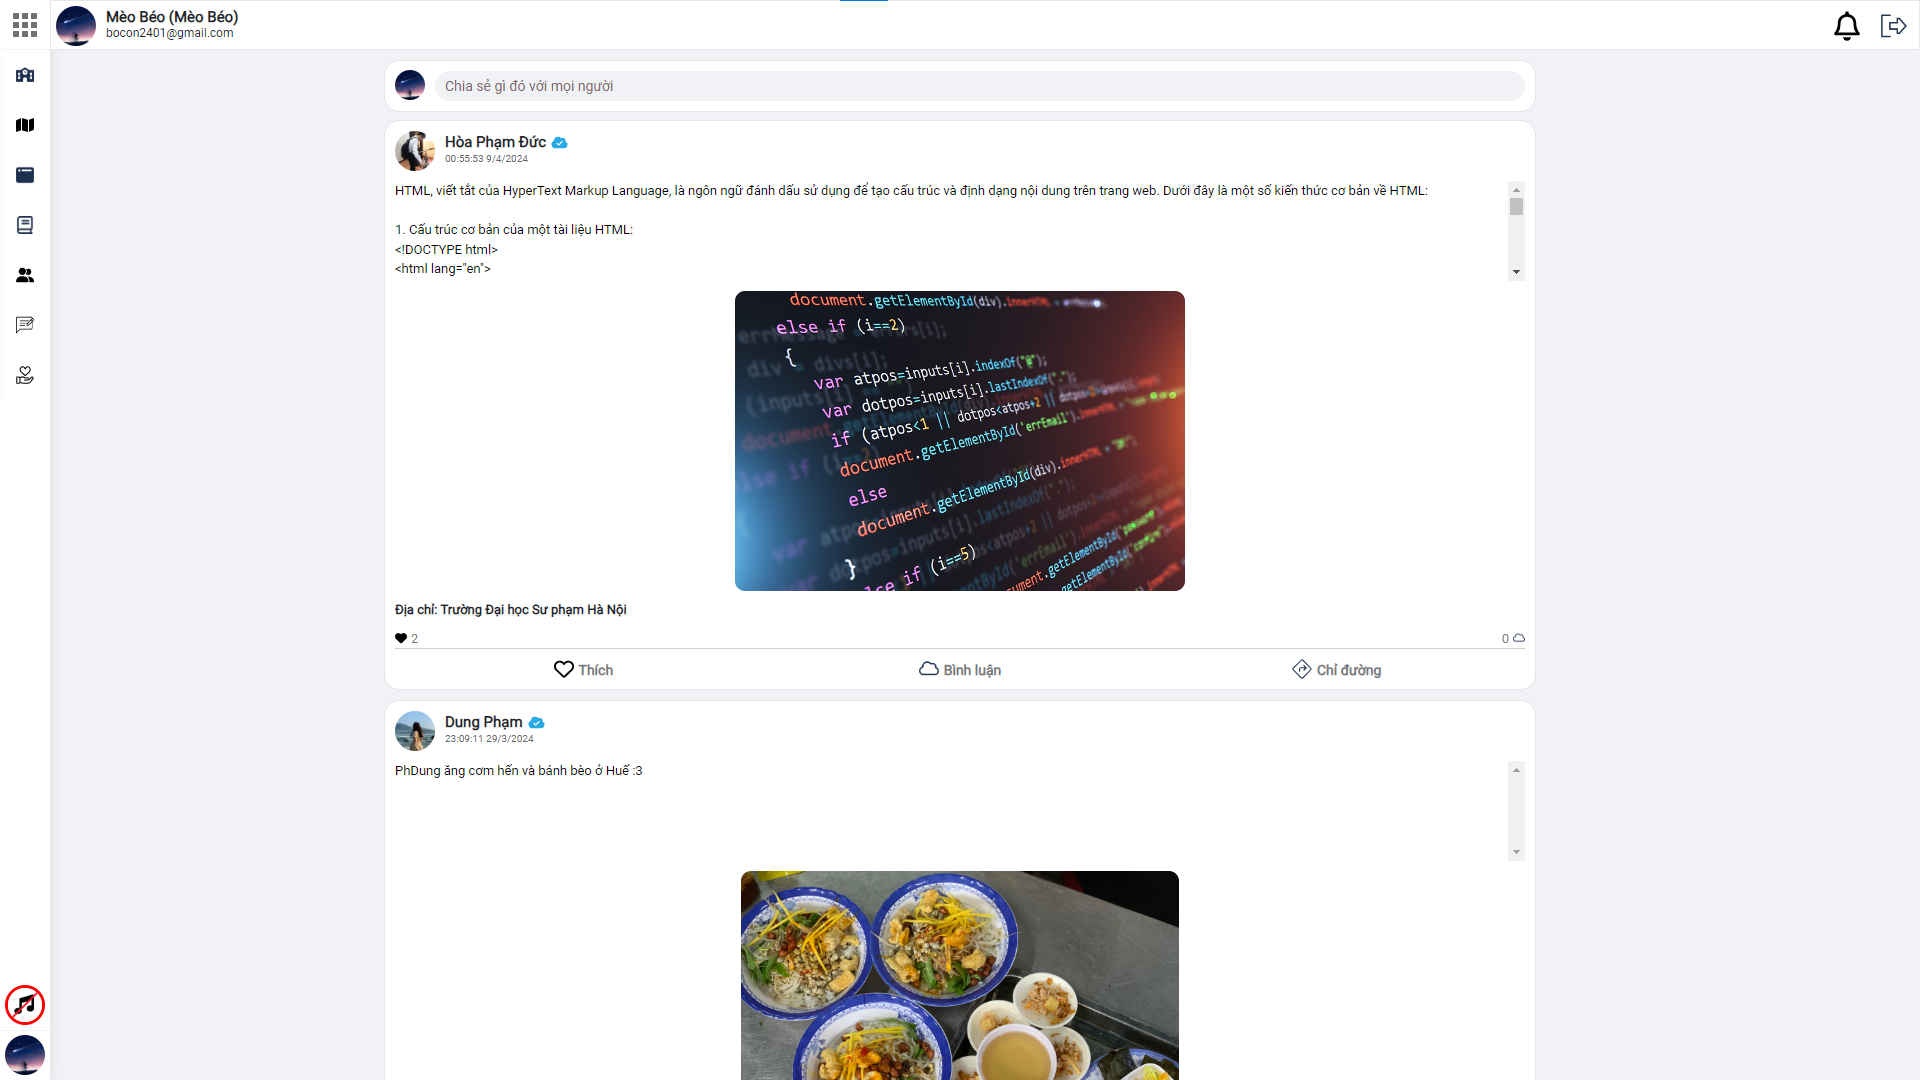 Mèo Béo (Mèo Béo)
bocon2401@gmail.com
Chia sẻ gì đó với mọi người
Hòa Phạm Đức
00:55:53 9/4/2024
HTML, viết tắt của HyperText Markup Language, là ngôn ngữ đánh dấu sử dụng để tạo cấu trúc và định dạng nội dung trên trang web. Dưới đây là một số kiến thức cơ bản về HTML:
1. Cấu trúc cơ bản của một tài liệu HTML:
<!DOCTYPE html>
<html lang="en">
document.getElementById(div).innerHTML =
else if (i==2)
{
var atpos=inputs[i].indexOf("@");
var dotpos=inputs[i].lastIndexOf(".");
if (atpos<1 || dotpos<atpos+2 || dotpos
document.getElementById('errEmail').innerHTML =
else
document.getElementById(div).innerHTML =
}
else if (i==5)
Địa chỉ: Trường Đại học Sư phạm Hà Nội
2
0
Thích
Bình luận
Chỉ đường
Dung Phạm
23:09:11 29/3/2024
PhDung ăng cơm hến và bánh bèo ở Huế :3